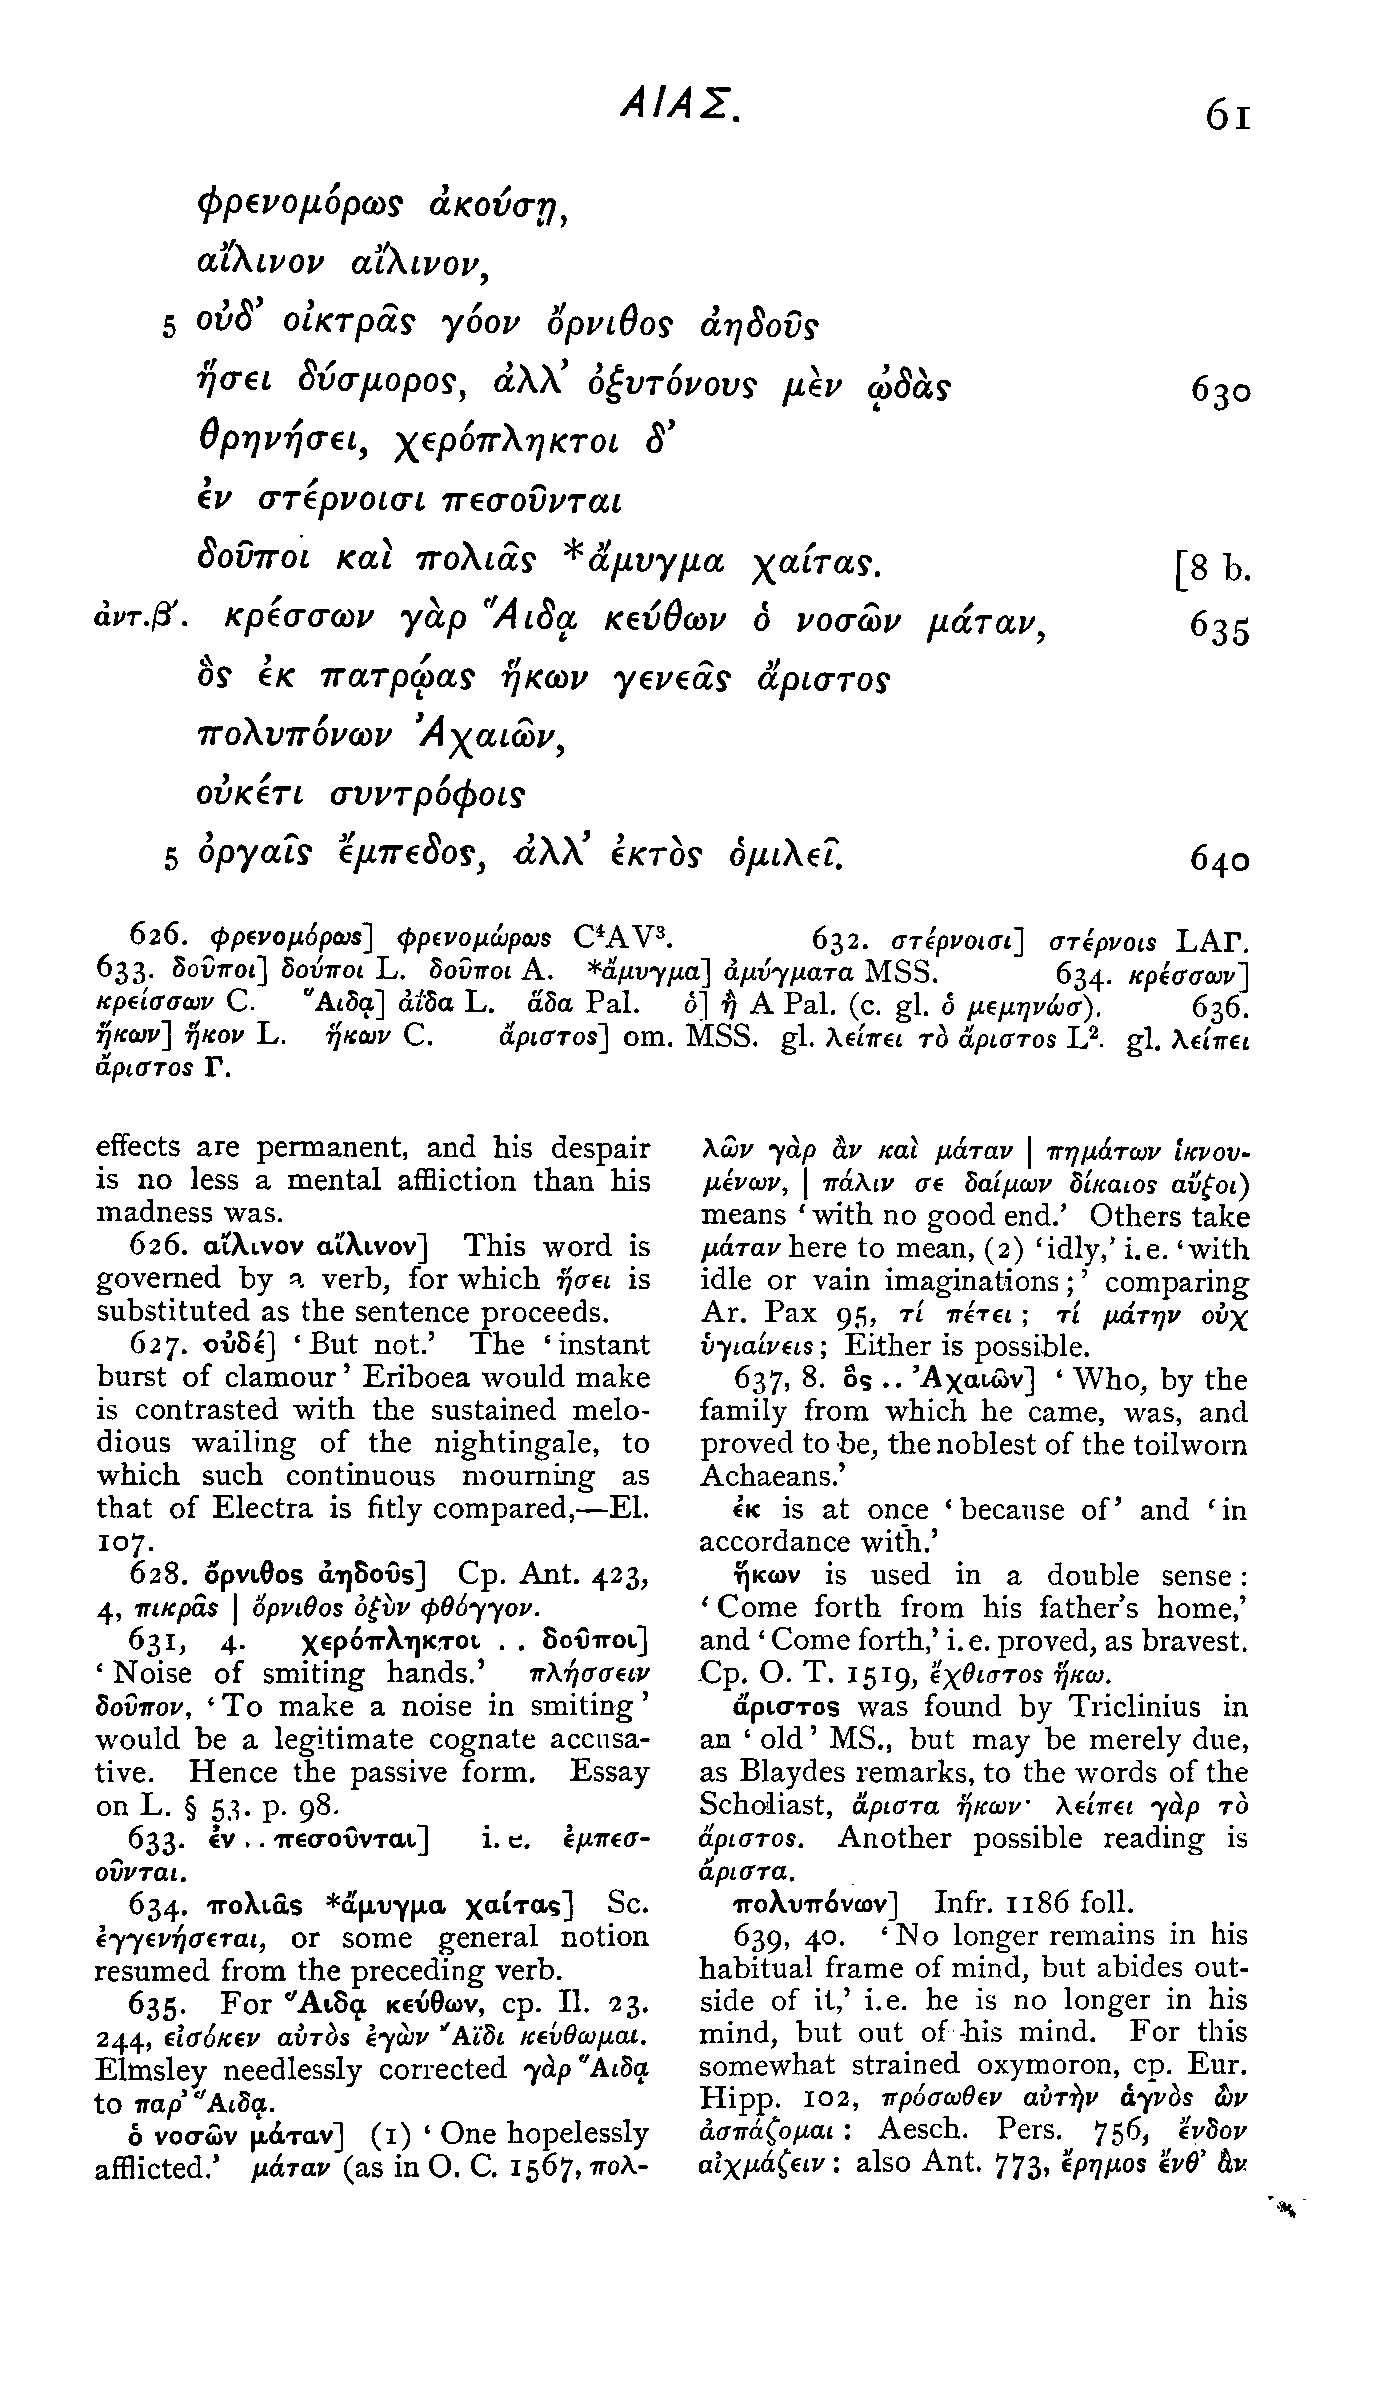 ΑΙΑΣ.
61
φρενομόρως ἀκούσῃ,
αἴλινον αἴλινον,
5 οὐδ’ οἰκτρᾶς γόον ὄρνιθος ἀηδοῦς
ἥσει δύσμορος, ἀλλ’ ὀξυτόνους μὲν ᾠδὰς 630
θρηνήσει, χερόπληκτοι δ’
ἐν στέρνοισι πεσοῦνται
δοῦποι καὶ πολιᾶς *ἄμυγμα χαίτας. [8 b.
ἀντ.β΄. κρέσσων γὰρ Ἅιδᾳ κεύθων ὁ νοσῶν μάταν, 635
ὃς ἐκ πατρῴας ἥκων γενεᾶς ἄριστος
πολυπόνων Ἀχαιῶν,
οὐκέτι συντρόφοις
5 ὀργαῖς ἔμπεδος, ἀλλ’ ἐκτὸς ὁμιλεῖ. 640
626. φρενομόρως] φρενομώρως C⁴AV³. 632. στέρνοισι] στέρνοις LAΓ.
633. δοῦποι] δούποι L. δοῦποι A. *ἄμυγμα] ἀμύγματα MSS. 634. κρέσσων]
κρείσσων C. Ἅιδᾳ] ἀΐδα L. ἅδα Pal. ὁ] ἢ A Pal. (c. gl. ὁ μεμηνώσ). 636.
ἥκων] ἧκον L. ἥκων C. ἄριστος] om. MSS. gl. λείπει τὸ ἄριστος L². gl. λείπει
ἄριστος Γ.
effects are permanent, and his despair
is no less a mental affliction than his
madness was.
626. αἴλινον αἴλινον] This word is
governed by a verb, for which ἥσει is
substituted as the sentence proceeds.
627. οὐδέ] ‘But not.’ The ‘instant
burst of clamour’ Eriboea would make
is contrasted with the sustained melo-
dious wailing of the nightingale, to
which such continuous mourning as
that of Electra is fitly compared,—El.
107.
628. ὄρνιθος ἀηδοῦς] Cp. Ant. 423,
4, πικρᾶς | ὄρνιθος ὀξὺν φθόγγον.
631, 4. χερόπληκτοι . . δοῦποι]
‘Noise of smiting hands.’ πλήσσειν
δοῦπον, ‘To make a noise in smiting’
would be a legitimate cognate accusa-
tive. Hence the passive form. Essay
on L. § 53. p. 98.
633. ἐν . . πεσοῦνται] i. e. ἐμπεσ-
οῦνται.
634. πολιᾶς *ἄμυγμα χαίτας] Sc.
ἐγγενήσεται, or some general notion
resumed from the preceding verb.
635. For Ἅιδᾳ κεύθων, cp. Il. 23.
244, εἰσόκεν αὐτὸς ἐγὼν Ἄϊδι κεύθωμαι.
Elmsley needlessly corrected γὰρ Ἅιδᾳ
to παρ’ Ἅιδᾳ.
ὁ νοσῶν μάταν] (1) ‘One hopelessly
afflicted.’ μάταν (as in O. C. 1567, πολ-
λῶν γὰρ ἂν καὶ μάταν | πημάτων ἱκνου-
μένων, | πάλιν σε δαίμων δίκαιος αὔξοι)
means ‘with no good end.’ Others take
μάταν here to mean, (2) ‘idly,’ i.e. ‘with
idle or vain imaginations;’ comparing
Ar. Pax 95, τί πέτει; τί μάτην οὐχ
ὑγιαίνεις; Either is possible.
637, 8. ὃς . . Ἀχαιῶν] ‘Who, by the
family from which he came, was, and
proved to be, the noblest of the toilworn
Achaeans.’
ἐκ is at once ‘because of’ and ‘in
accordance with.’
ἥκων is used in a double sense:
‘Come forth from his father’s home,’
and ‘Come forth,’ i.e. proved, as bravest.
Cp. O. T. 1519, ἔχθιστος ἥκω.
ἄριστος was found by Triclinius in
an ‘old’ MS., but may be merely due,
as Blaydes remarks, to the words of the
Scholiast, ἄριστα ἥκων· λείπει γὰρ τὸ
ἄριστος. Another possible reading is
ἄριστα.
πολυπόνων] Infr. 1186 foll.
639, 40. ‘No longer remains in his
habitual frame of mind, but abides out-
side of it,’ i.e. he is no longer in his
mind, but out of his mind. For this
somewhat strained oxymoron, cp. Eur.
Hipp. 102, πρόσωθεν αὐτὴν ἁγνὸς ὢν
ἀσπάζομαι: Aesch. Pers. 756, ἔνδον
αἰχμάζειν: also Ant. 773, ἔρημος ἔνθ’ ἂν